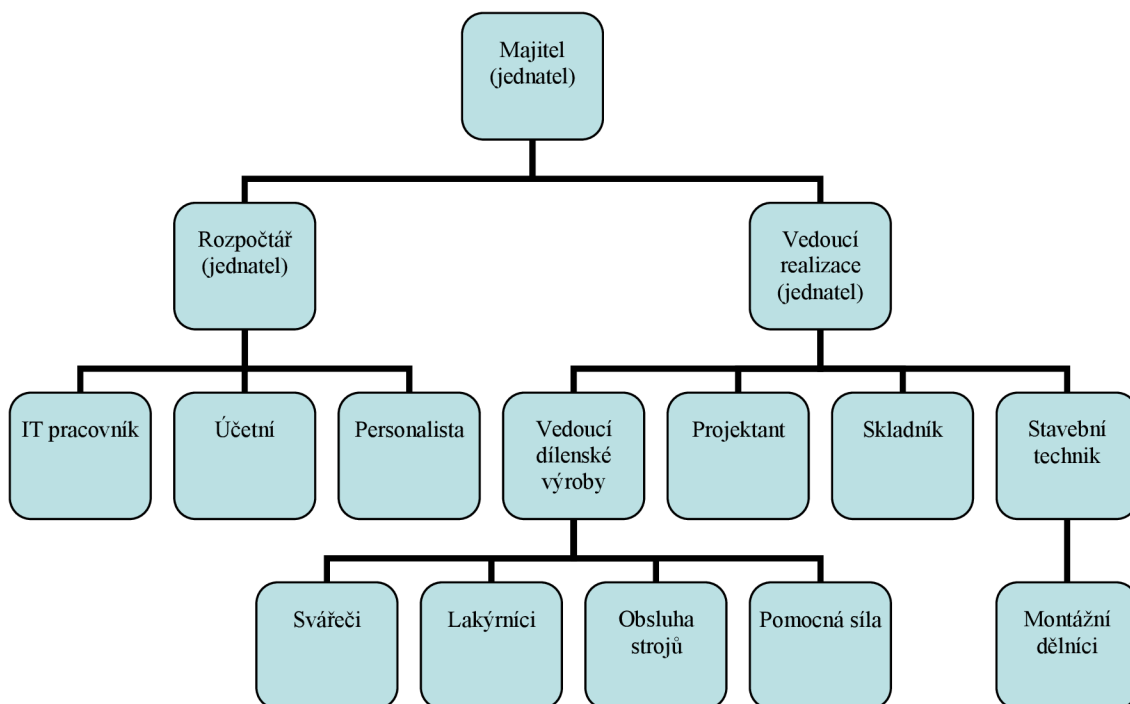 Majitel
(jednatel)
Rozpočtář
(jednatel)
Vedoucí
realizace
(jednatel)
IT pracovník
Účetní
Personalista
Vedoucí
dílenské
výroby
Projektant
Skladník
Stavební
technik
Svářeči
Lakýrníci
Obsluha
strojů
Pomocná síla
Montážní
dělníci